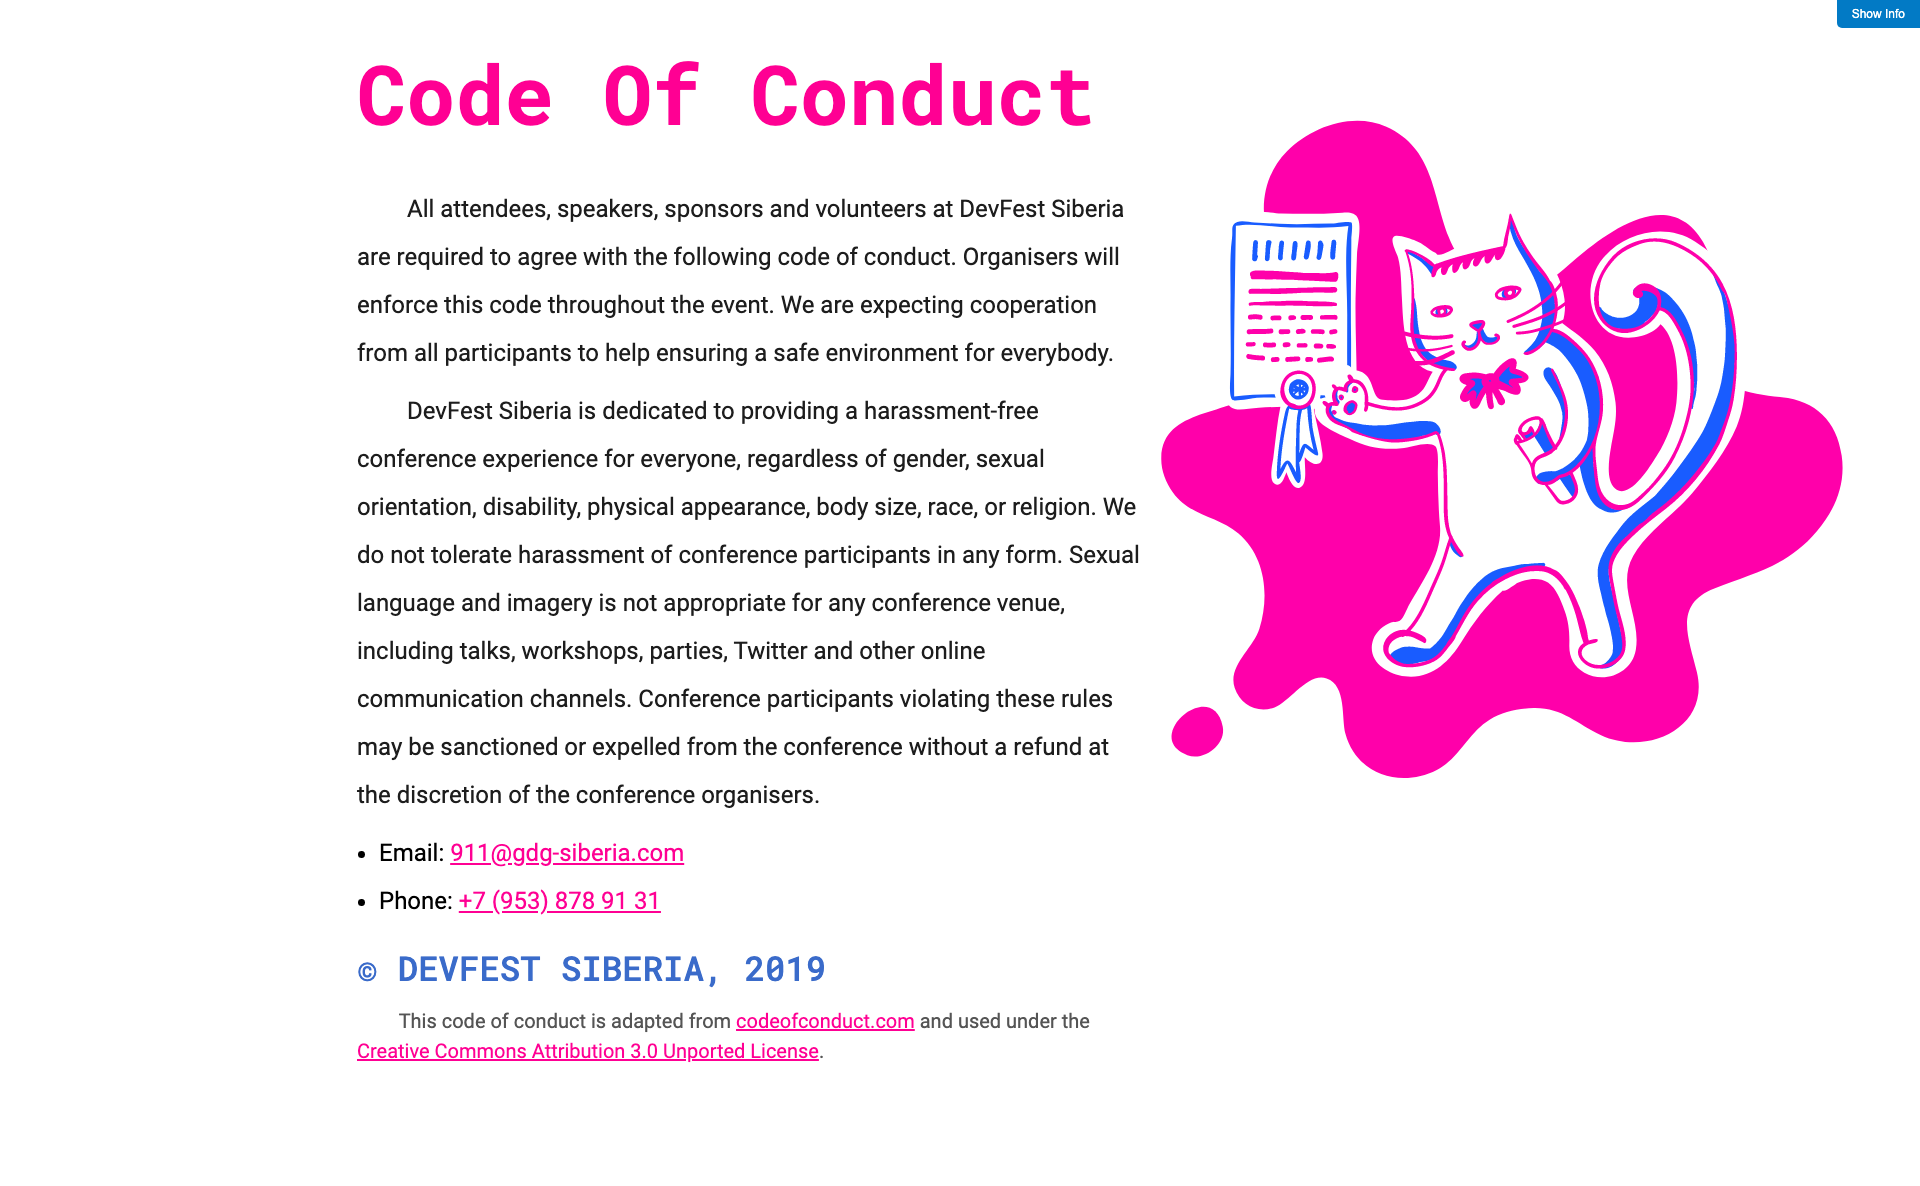 Show Info
Code Of Conduct
All attendees, speakers, sponsors and volunteers at DevFest Siberia
are required to agree with the following code of conduct. Organisers will
enforce this code throughout the event. We are expecting cooperation
from all participants to help ensuring a safe environment for everybody.
DevFest Siberia is dedicated to providing a harassment-free
conference experience for everyone, regardless of gender, sexual
orientation, disability, physical appearance, body size, race, or religion. We
do not tolerate harassment of conference participants in any form. Sexual
language and imagery is not appropriate for any conference venue,
including talks, workshops, parties, Twitter and other online
communication channels. Conference participants violating these rules
may be sanctioned or expelled from the conference without a refund at
the discretion of the conference organisers.
• Email: 911@gdg-siberia.com
• Phone: +7 (953) 878 91 31
© DEVFEST SIBERIA, 2019
This code of conduct is adapted from codeofconduct.com and used under the
Creative Commons Attribution 3.0 Unported License.